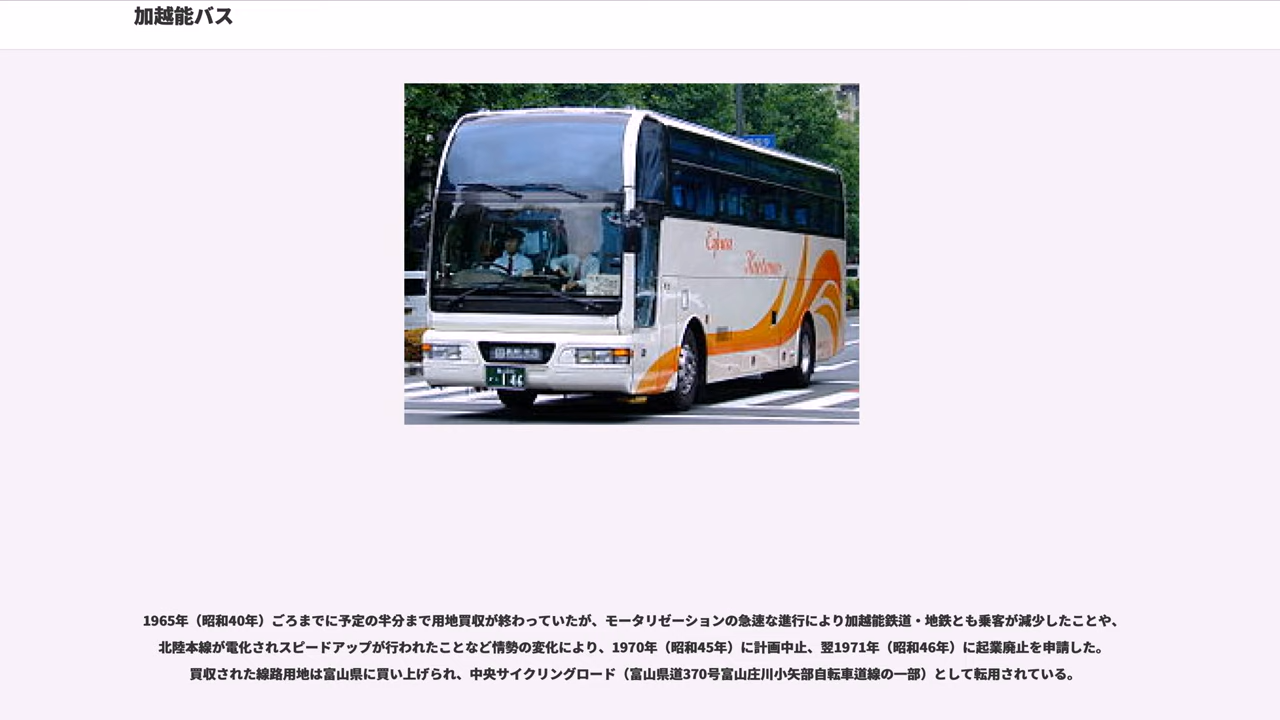 加越能バス
Express
146
1965年（昭和40年）ごろまでに予定の半分まで用地買収が終わっていたが、モータリゼーションの急速な進行により加越能鉄道・地鉄とも乗客が減少したことや、
北陸本線が電化されスピードアップが行われたことなど情勢の変化により、1970年（昭和45年）に計画中止、翌1971年（昭和46年）に起業廃止を申請した。
買収された線路用地は富山県に買い上げられ、中央サイクリングロード（富山県道370号富山庄川小矢部自転車道線の一部）として転用されている。